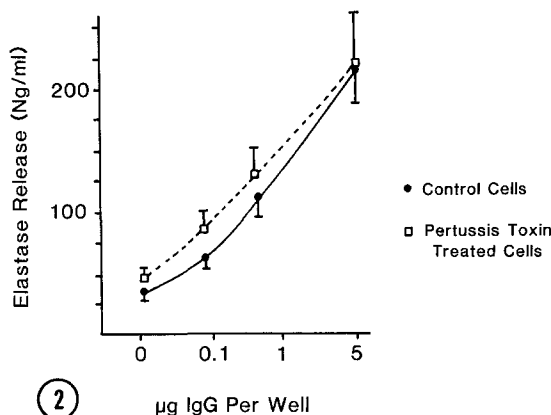 Elastase Release (Ng/ml)
200
100
0
0.1
1
5
µg IgG Per Well
Control Cells
Pertussis Toxin
Treated Cells
2